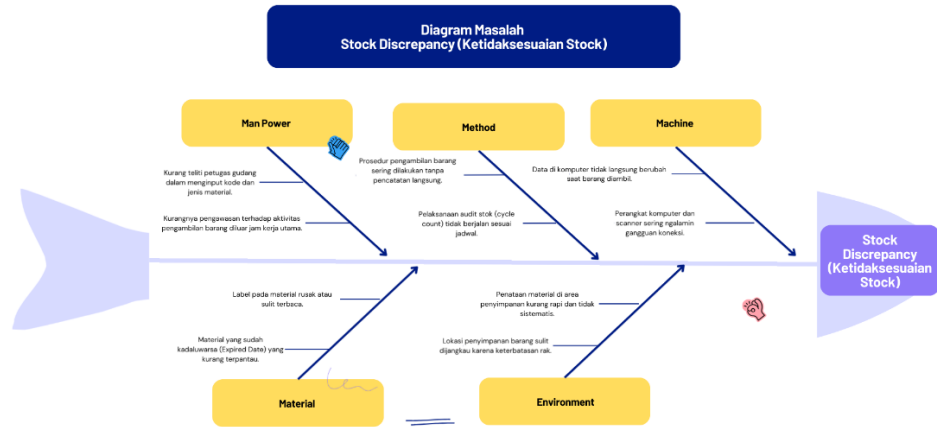 Diagram Masalah
Stock Discrepancy (Ketidaksesuaian Stock)
Man Power
Method
Machine
Kurang teliti petugas gudang
dalam menginput kode dan
jenis material.
Kurangnya pengawasan terhadap aktivitas
pengambilan barang diluar jam kerja utama.
Prosedur pengambilan barang
sering dilakukan tanpa
pencatatan langsung.
Pelaksanaan audit stok (cycle
count) tidak berjalan sesuai
jadwal.
Data di komputer tidak langsung berubah
saat barang diambil.
Perangkat komputer dan
scanner sering ngalamin
gangguan koneksi.
Stock
Discrepancy
(Ketidaksesuaian
Stock)
Label pada material rusak atau
sulit terbaca.
Material yang sudah
kadaluwarsa (Expired Date) yang
kurang terpantau.
Penataan material di area
penyimpanan kurang rapi dan tidak
sistematis.
Lokasi penyimpanan barang sulit
dijangkau karena keterbatasan rak.
Material
Environment